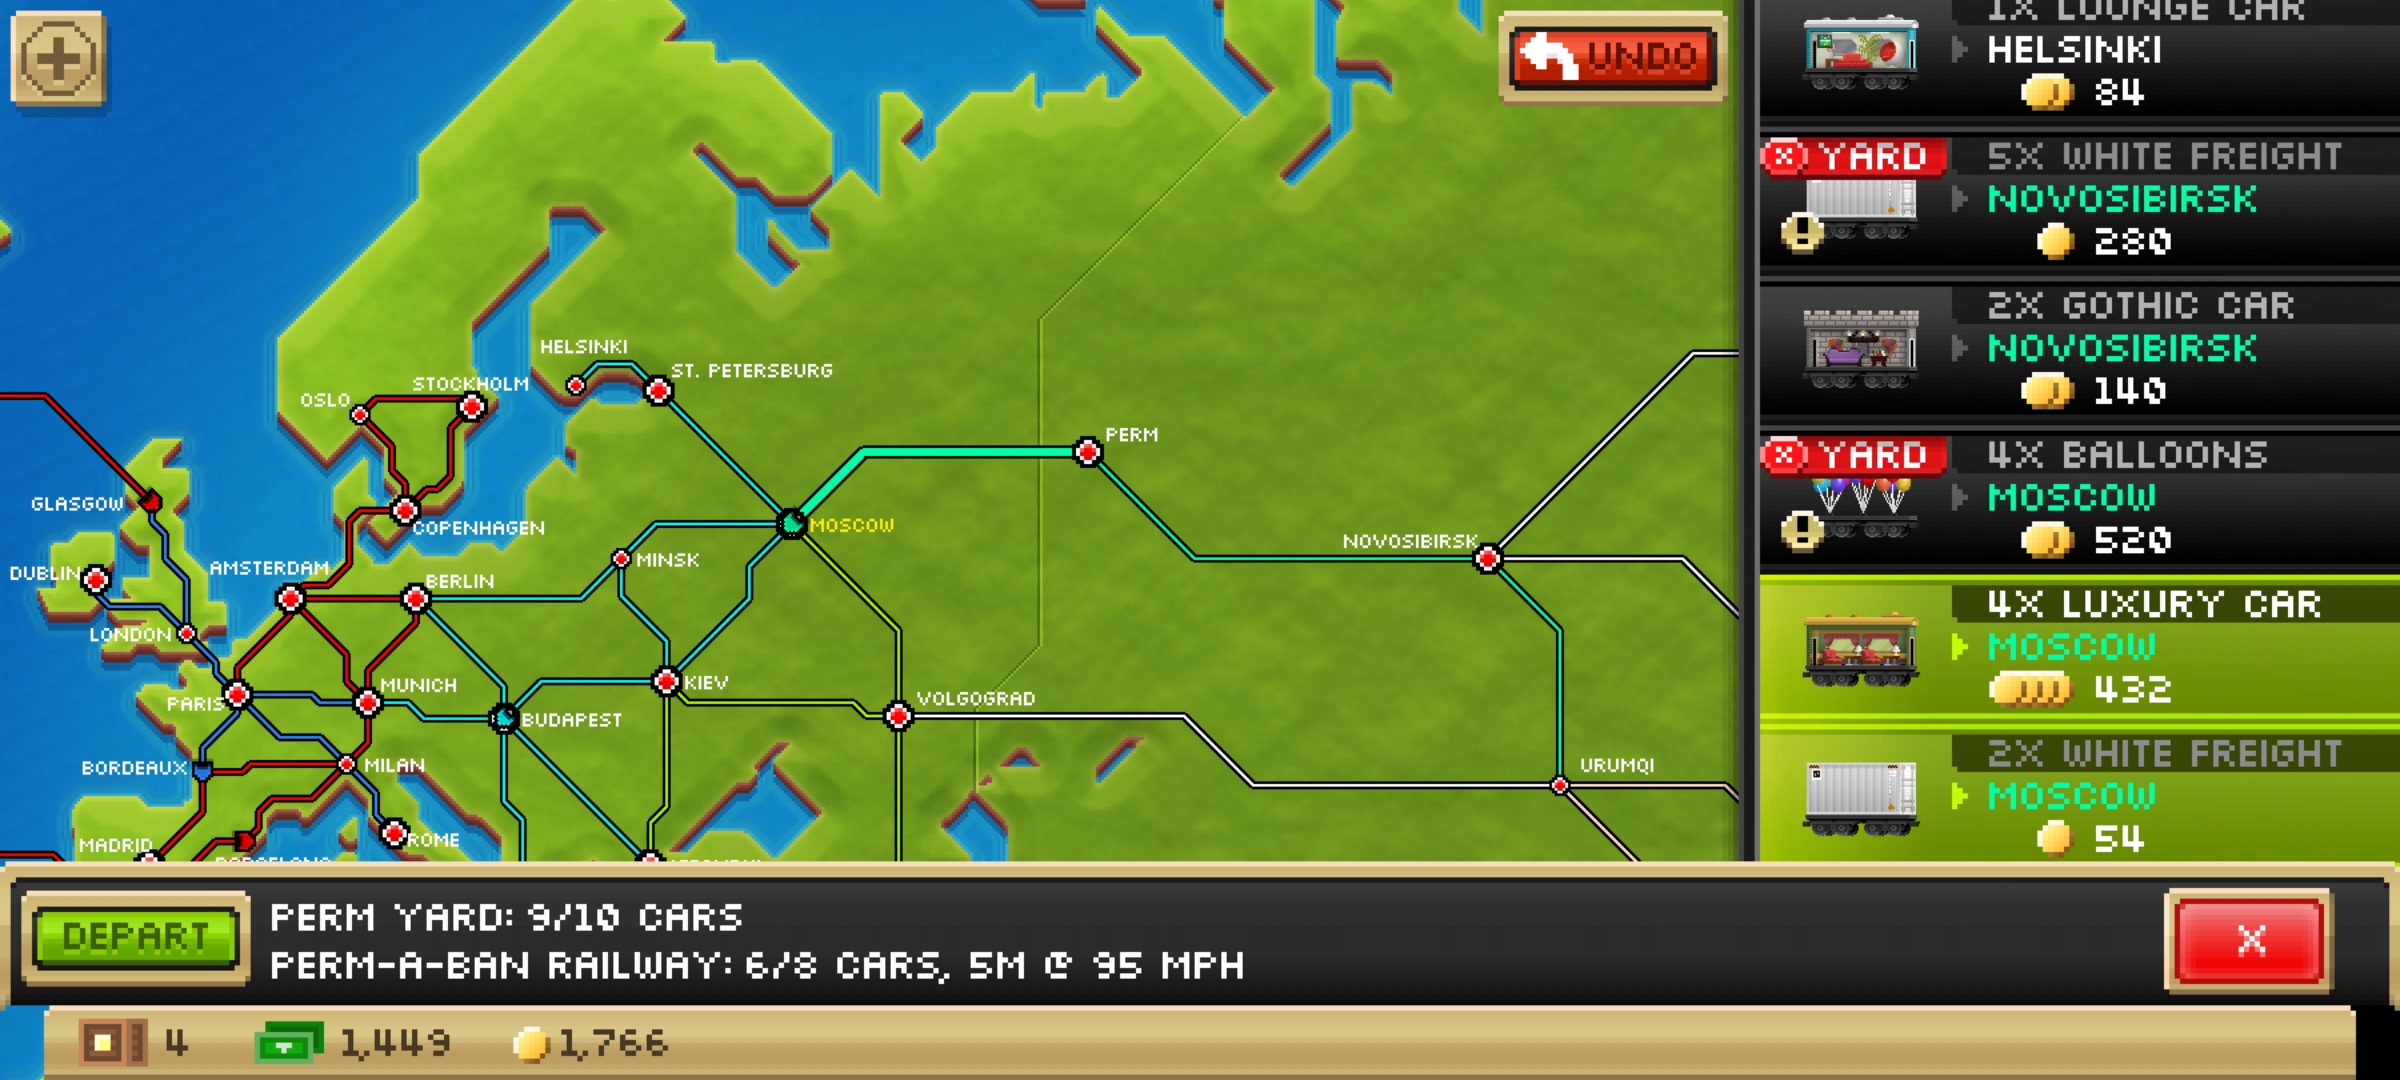 UNDO
1X LOUNGE CAR
HELSINKI
84
YARD
5X WHITE FREIGHT
NOVOSIBIRSK
280
2X GOTHIC CAR
NOVOSIBIRSK
140
YARD
4X BALLOONS
MOSCOW
520
4X LUXURY CAR
MOSCOW
432
2X WHITE FREIGHT
MOSCOW
54
HELSINKI
ST. PETERSBURG
STOCKHOLM
OSLO
PERM
GLASGOW
COPENHAGEN
MOSCOW
NOVOSIBIRSK
MINSK
AMSTERDAM
DUBLIN
BERLIN
LONDON
MUNICH
KIEV
PARIS
VOLGOGRAD
BUDAPEST
BORDEAUX
MILAN
URUMQI
MADRID
ROME
BARCELONA
DEPART
PERM YARD: 9/10 CARS
PERM-A-BAN RAILWAY: 6/8 CARS, 5M @ 95 MPH
X
4
1,449
1,766